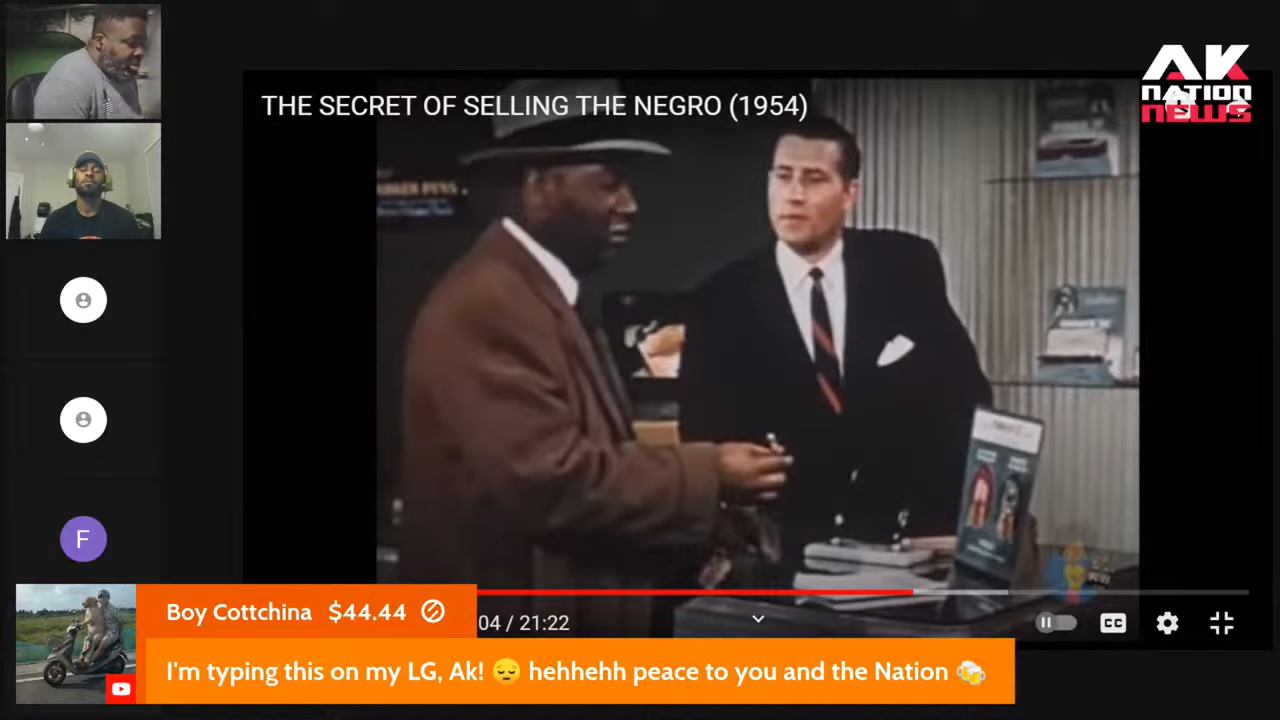 AK
NATION
NEWS
THE SECRET OF SELLING THE NEGRO (1954)
F
Boy Cottchina $44.44
04 / 21:22
CC
I'm typing this on my LG, Ak! 😔 hehhehh peace to you and the Nation 🍻